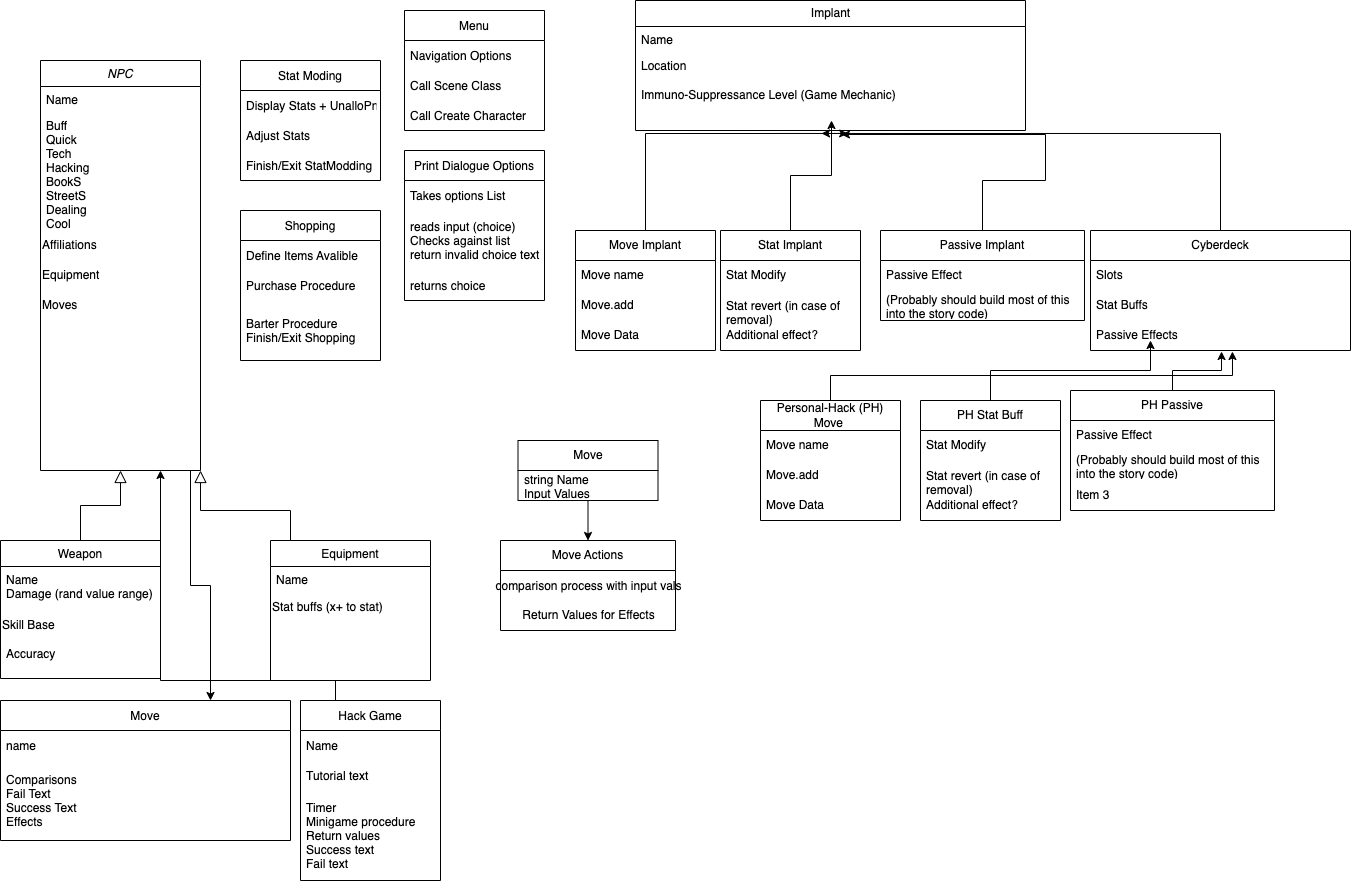 NPC
Name
Buff
Quick
Tech
Hacking
BookS
StreetS
Dealing
Cool
Affiliations
Equipment
Moves
Stat Moding
Display Stats + UnalloPr
Adjust Stats
Finish/Exit StatModding
Shopping
Define Items Avalible
Purchase Procedure
Barter Procedure
Finish/Exit Shopping
Menu
Navigation Options
Call Scene Class
Call Create Character
Print Dialogue Options
Takes options List
reads input (choice)
Checks against list
return invalid choice text
returns choice
Implant
Name
Location
Immuno-Suppressance Level (Game Mechanic)
Move Implant
Move name
Move.add
Move Data
Stat Implant
Stat Modify
Stat revert (in case of
removal)
Additional effect?
Passive Implant
Passive Effect
(Probably should build most of this
into the story code)
Cyberdeck
Slots
Stat Buffs
Passive Effects
Personal-Hack (PH)
Move
Move name
Move.add
Move Data
PH Stat Buff
Stat Modify
Stat revert (in case of
removal)
Additional effect?
PH Passive
Passive Effect
(Probably should build most of this
into the story code)
Item 3
Move
string Name
Input Values
Move Actions
comparison process with input vals
Return Values for Effects
Weapon
Name
Damage (rand value range)
Skill Base
Accuracy
Equipment
Name
Stat buffs (x+ to stat)
Move
name
Comparisons
Fail Text
Success Text
Effects
Hack Game
Name
Tutorial text
Timer
Minigame procedure
Return values
Success text
Fail text